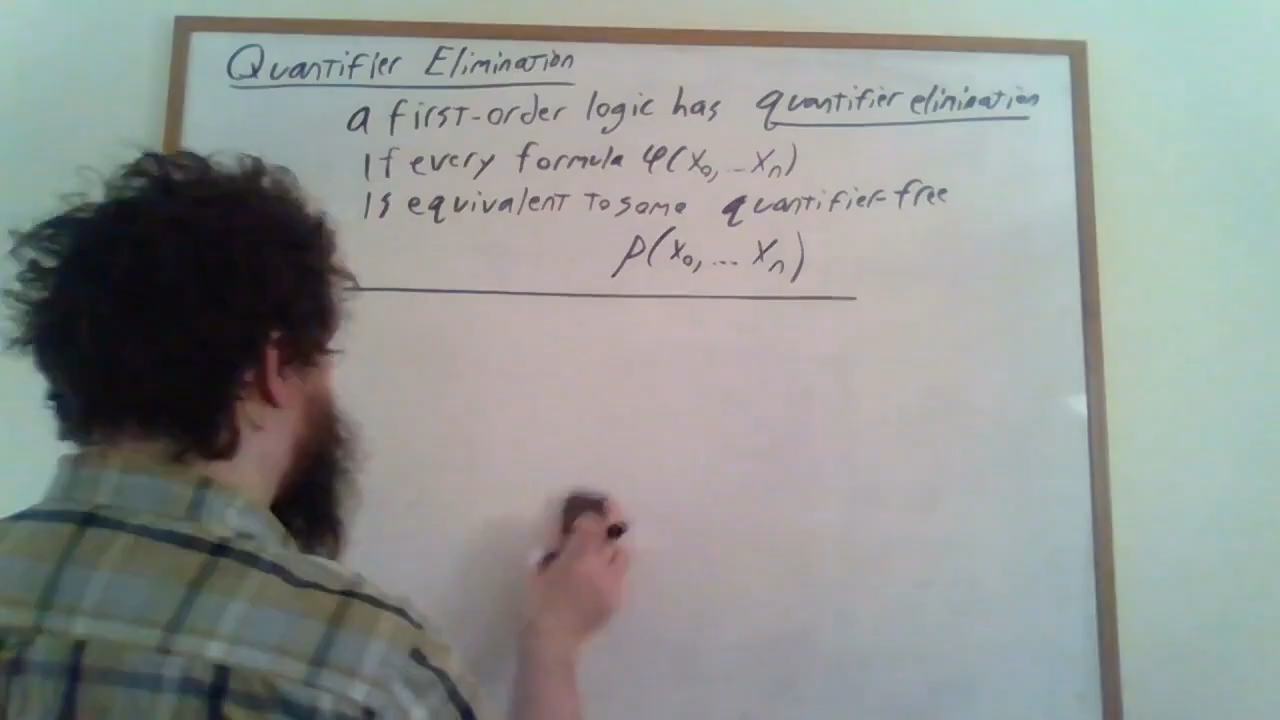 Quantifier Elimination
a first-order logic has quantifier elimination
If every formula φ(x₀, ... xₙ)
Is equivalent to some quantifier-free
ρ(x₀, ... xₙ)